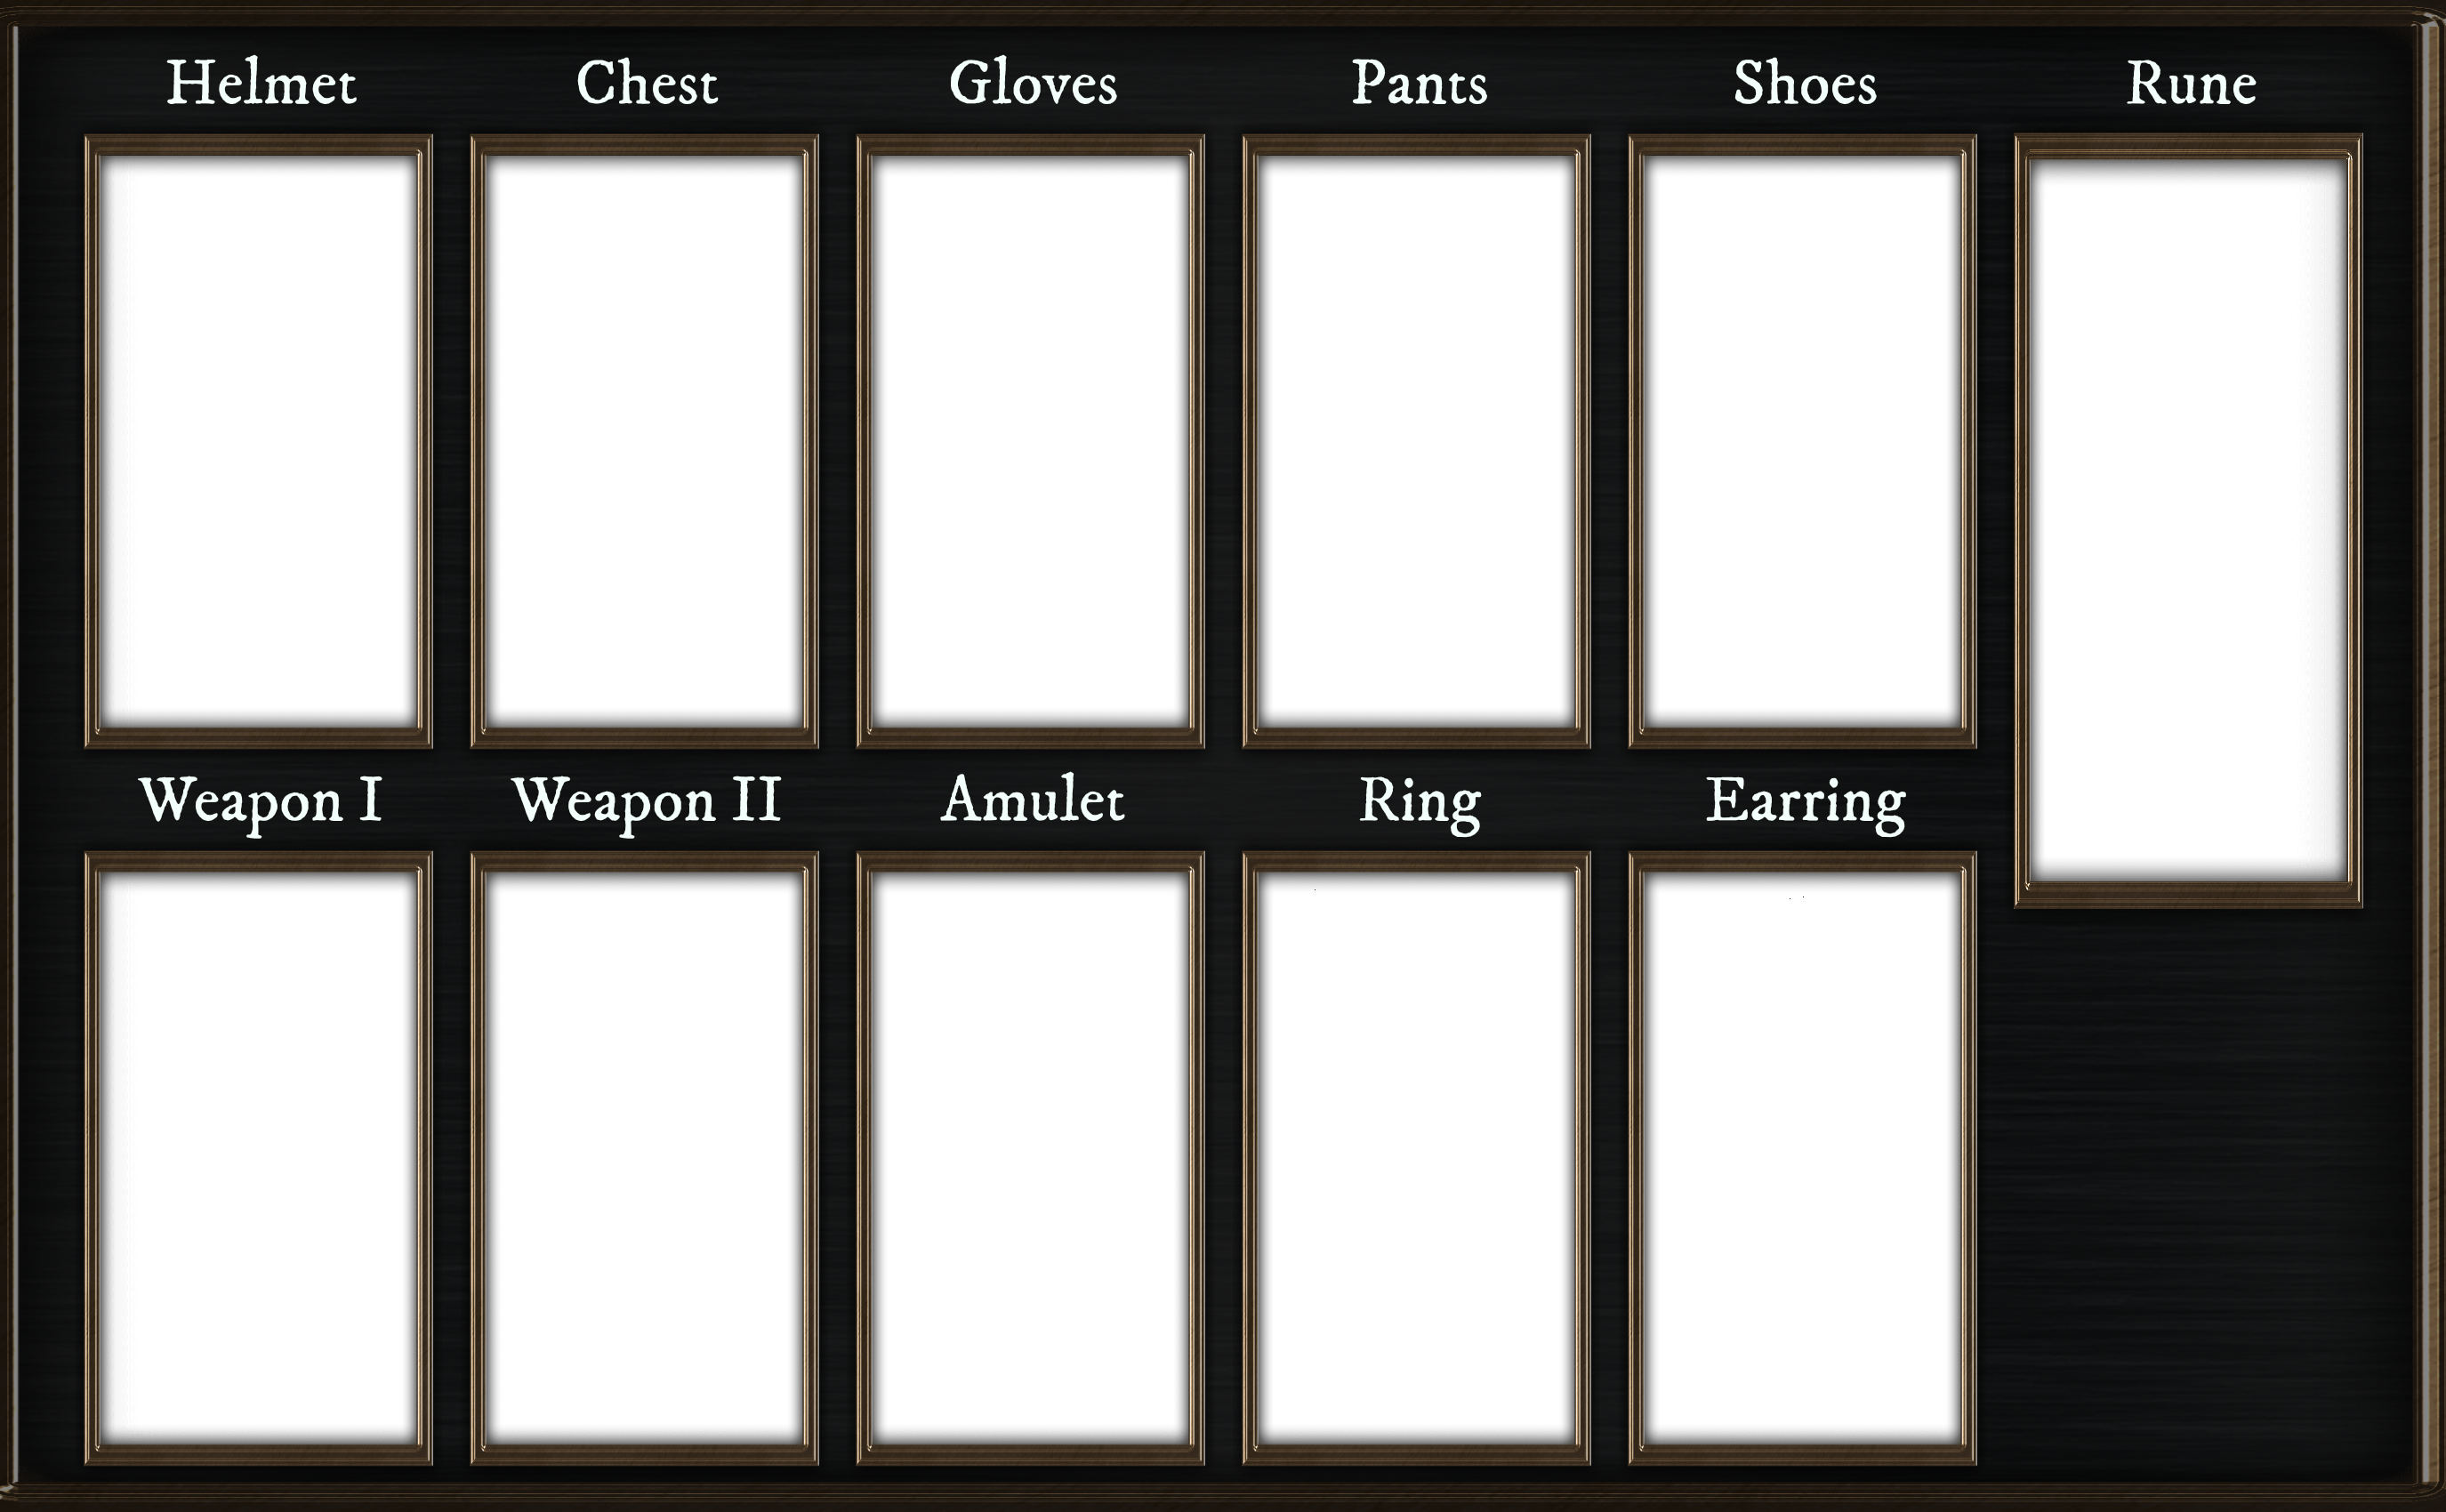 Helmet
Chest
Gloves
Pants
Shoes
Rune
Weapon I
Weapon II
Amulet
Ring
Earring